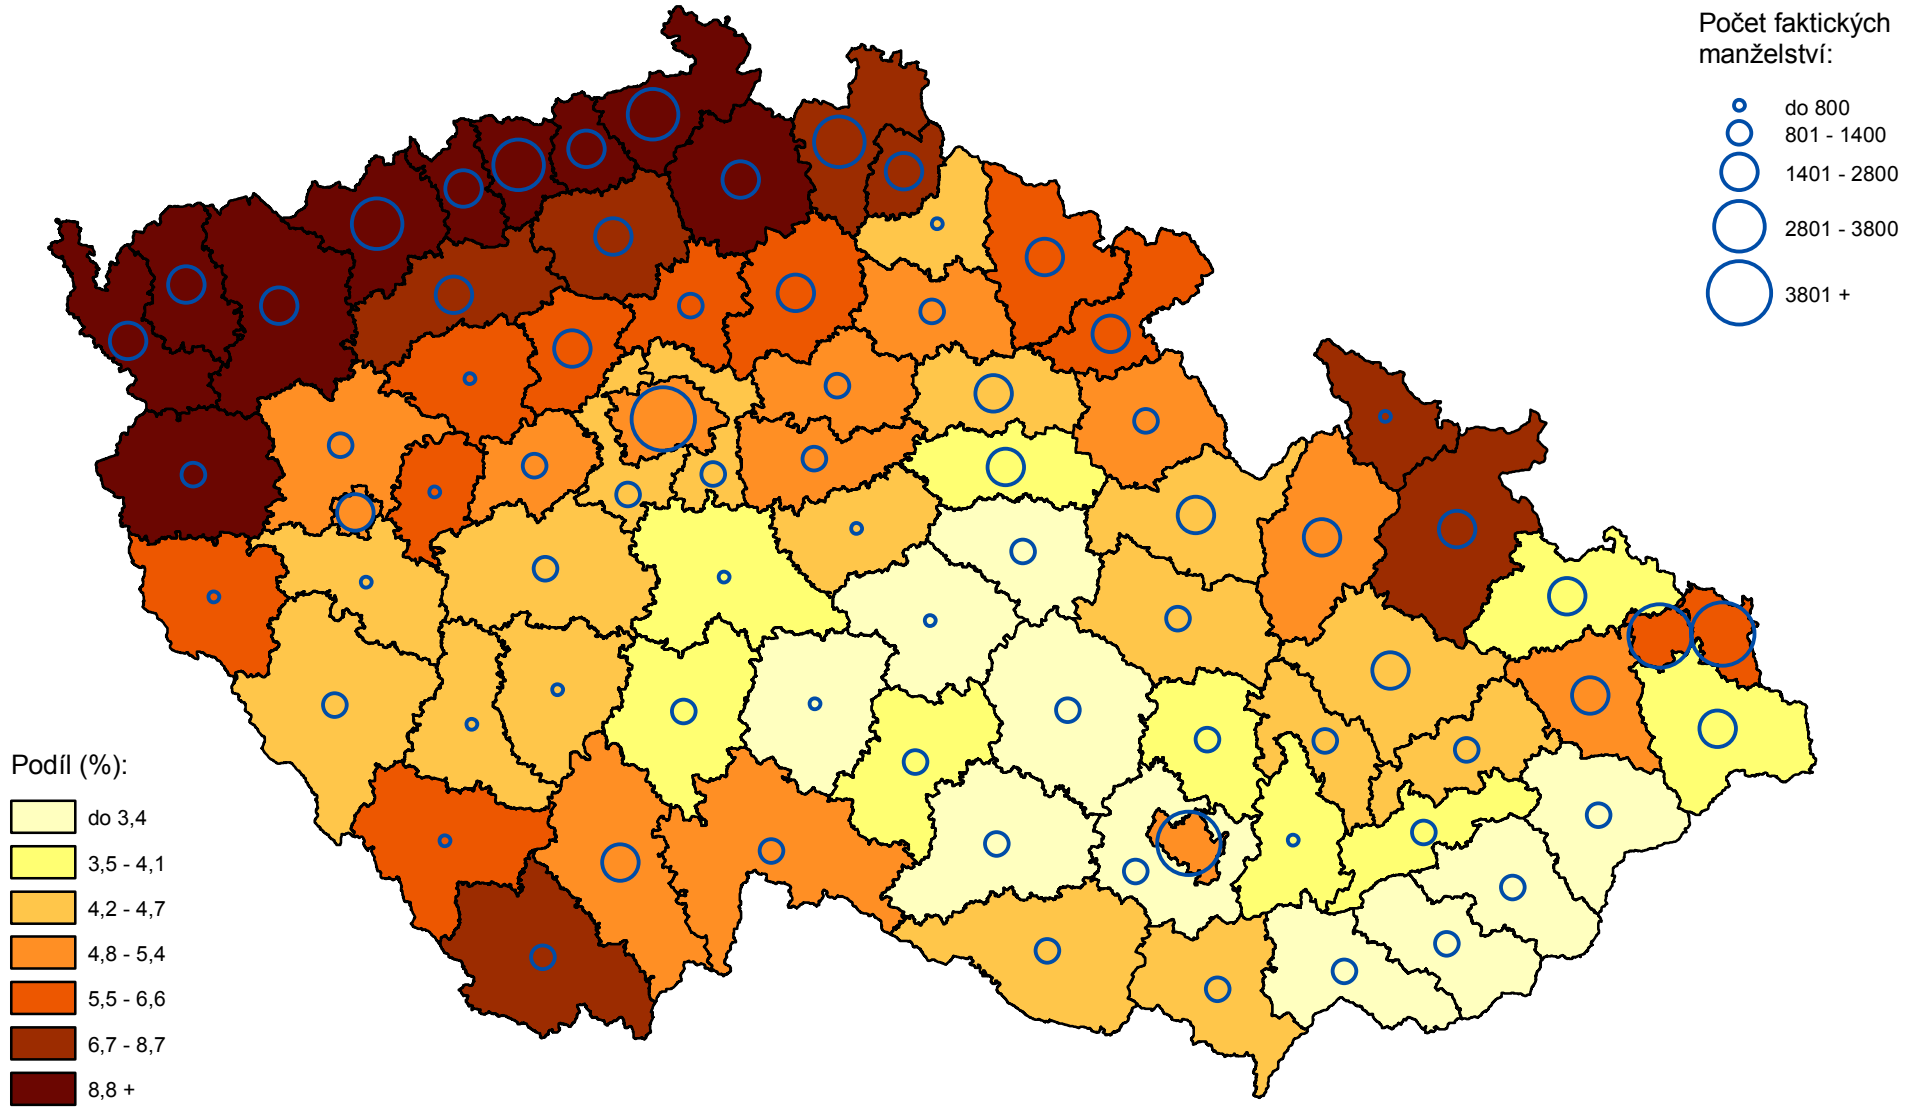 Počet faktických
manželství:
do 800
801 - 1400
1401 - 2800
2801 - 3800
3801 +
Podíl (%):
do 3,4
3,5 - 4,1
4,2 - 4,7
4,8 - 5,4
5,5 - 6,6
6,7 - 8,7
8,8 +